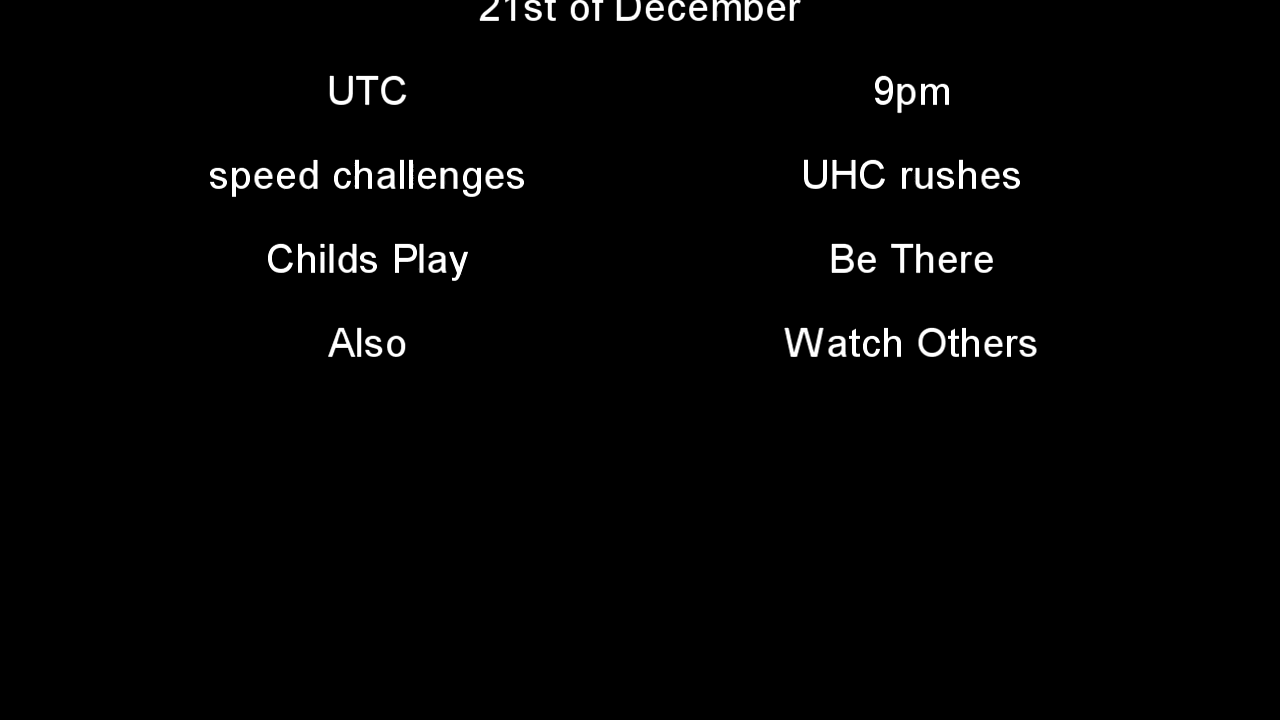 21st of December
UTC 9pm
speed challenges UHC rushes
Childs Play Be There
Also Watch Others